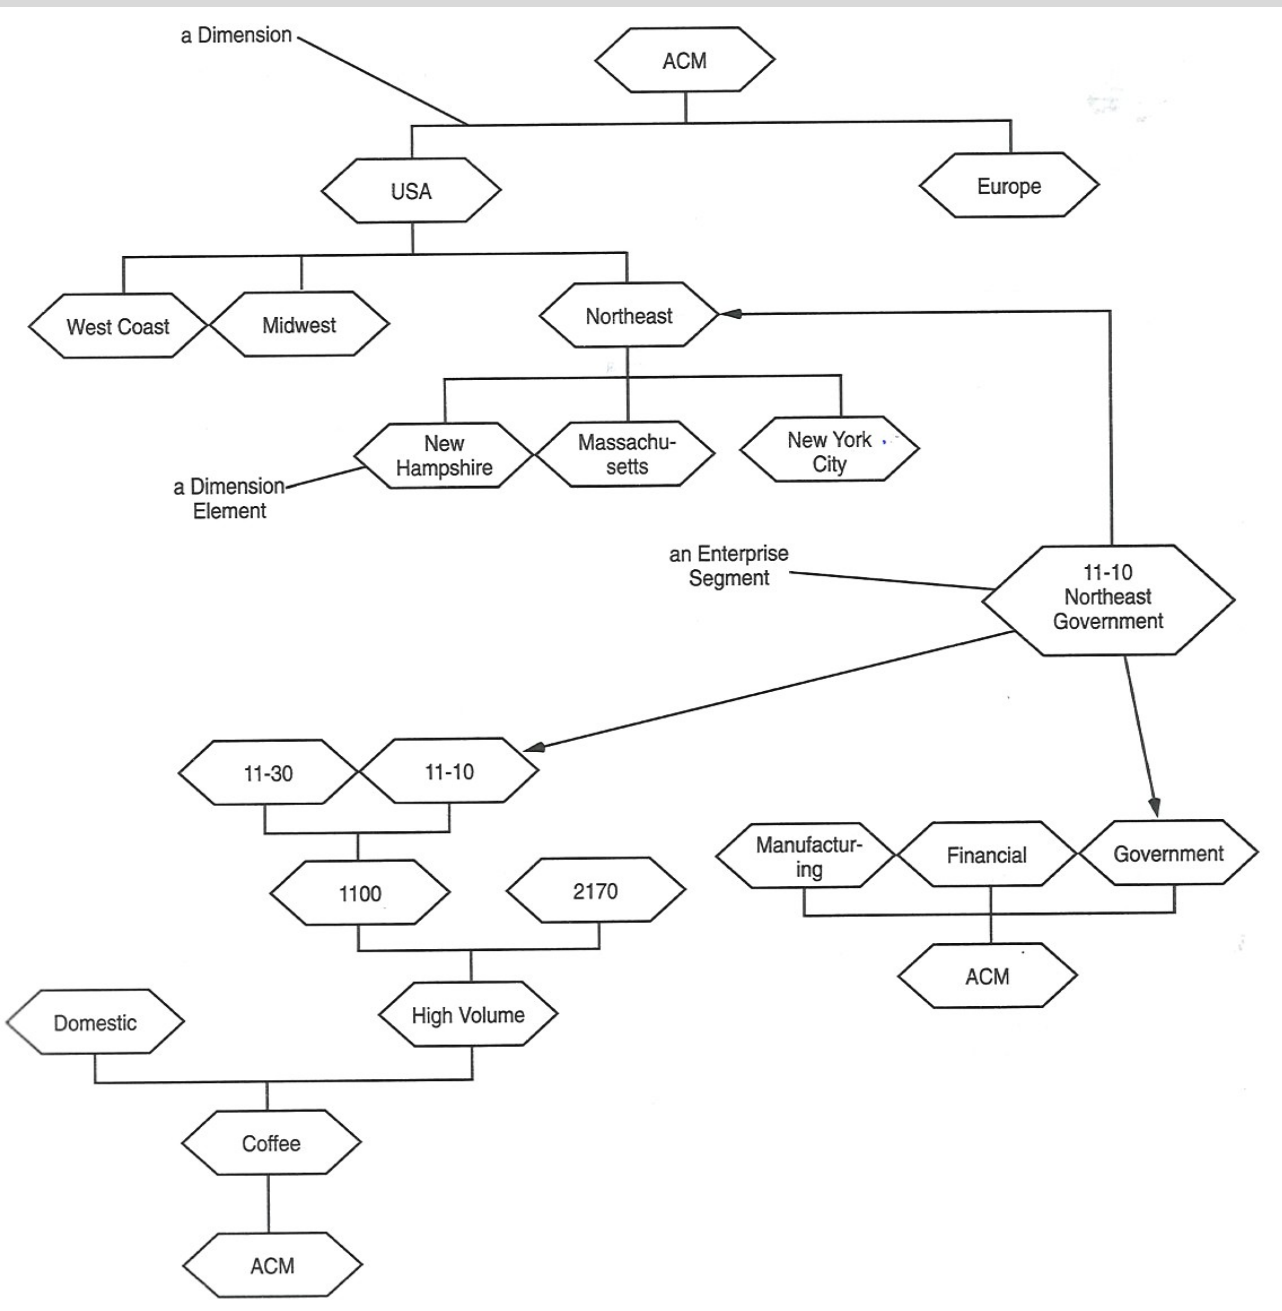 a Dimension
ACM
USA
Europe
West Coast
Midwest
Northeast
New
Hampshire
Massachu-
setts
New York
City
a Dimension
Element
an Enterprise
Segment
11-10
Northeast
Government
11-30
11-10
Manufactur-
ing
Financial
Government
1100
2170
ACM
High Volume
Domestic
Coffee
ACM